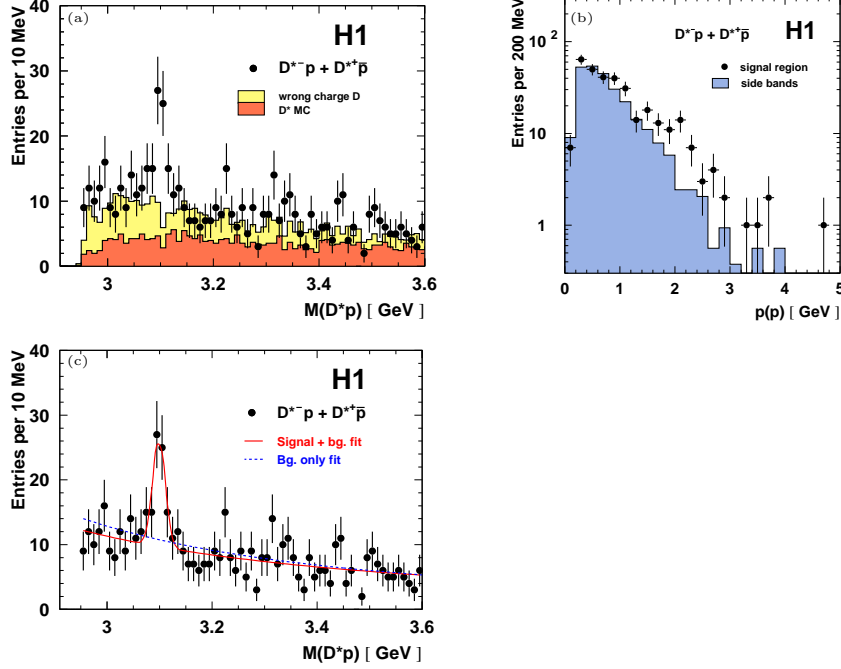 (a)
H1
D*⁻p + D*⁺p̄
wrong charge D
D* MC
Entries per 10 MeV
40
30
20
10
0
3
3.2
3.4
3.6
M(D*p) [ GeV ]
(b)
D*⁻p + D*⁺p̄
H1
signal region
side bands
Entries per 200 MeV
10²
10
1
0
1
2
3
4
5
p(p) [ GeV ]
(c)
H1
D*⁻p + D*⁺p̄
Signal + bg. fit
Bg. only fit
Entries per 10 MeV
40
30
20
10
0
3
3.2
3.4
3.6
M(D*p) [ GeV ]